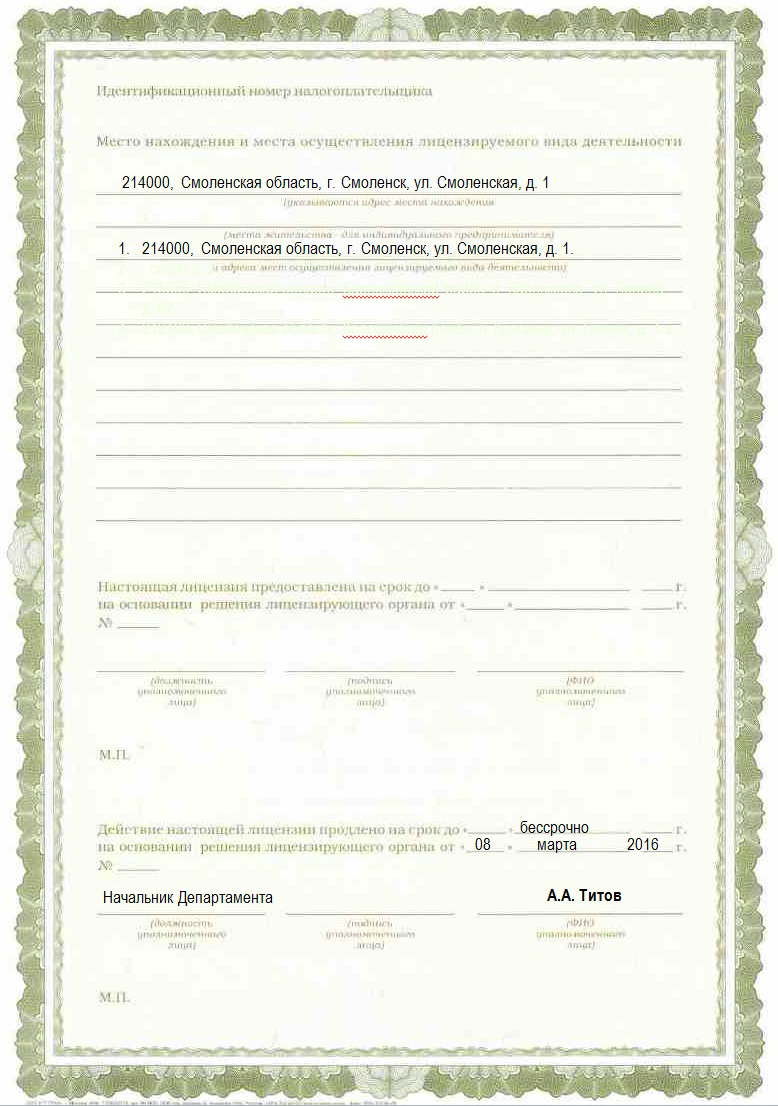 Идентификационный номер налогоплательщика
Место нахождения и места осуществления лицензируемого вида деятельности
214000, Смоленская область, г. Смоленск, ул. Смоленская, д. 1
(указываются адрес места нахождения
(места жительства - для индивидуального предпринимателя)
1. 214000, Смоленская область, г. Смоленск, ул. Смоленская, д. 1.
и адреса мест осуществления лицензируемого вида деятельности)
Настоящая лицензия предоставлена на срок до « » г.
на основании решения лицензирующего органа от « » г.
№
(должность уполномоченного лица) (подпись уполномоченного лица) (ФИО уполномоченного лица)
М.П.
Действие настоящей лицензии продлено на срок до « » бессрочно г.
на основании решения лицензирующего органа от « 08 » марта 2016 г.
№
Начальник Департамента А.А. Титов
(должность уполномоченного лица) (подпись уполномоченного лица) (ФИО уполномоченного лица)
М.П.